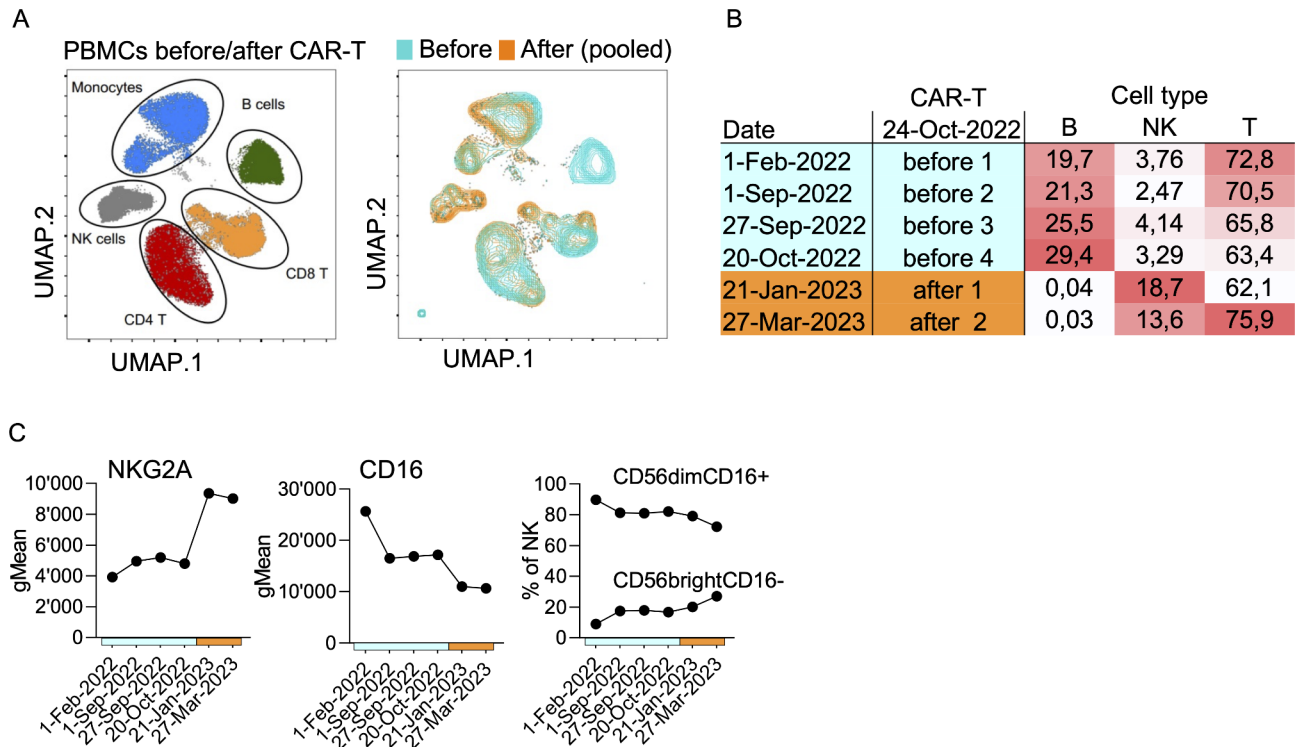 A
PBMCs before/after CAR-T
Before After (pooled)
Monocytes
B cells
NK cells
CD8 T
CD4 T
UMAP.2
UMAP.1
UMAP.2
UMAP.1
B
CAR-T Cell type
Date 24-Oct-2022 B NK T
1-Feb-2022 before 1 19,7 3,76 72,8
1-Sep-2022 before 2 21,3 2,47 70,5
27-Sep-2022 before 3 25,5 4,14 65,8
20-Oct-2022 before 4 29,4 3,29 63,4
21-Jan-2023 after 1 0,04 18,7 62,1
27-Mar-2023 after 2 0,03 13,6 75,9
C
NKG2A
gMean
10'000
8'000
6'000
4'000
2'000
0
1-Feb-2022
1-Sep-2022
27-Sep-2022
20-Oct-2022
21-Jan-2023
27-Mar-2023
CD16
gMean
30'000
20'000
10'000
0
1-Feb-2022
1-Sep-2022
27-Sep-2022
20-Oct-2022
21-Jan-2023
27-Mar-2023
% of NK
100
80
60
40
20
0
CD56dimCD16+
CD56brightCD16-
1-Feb-2022
1-Sep-2022
27-Sep-2022
20-Oct-2022
21-Jan-2023
27-Mar-2023